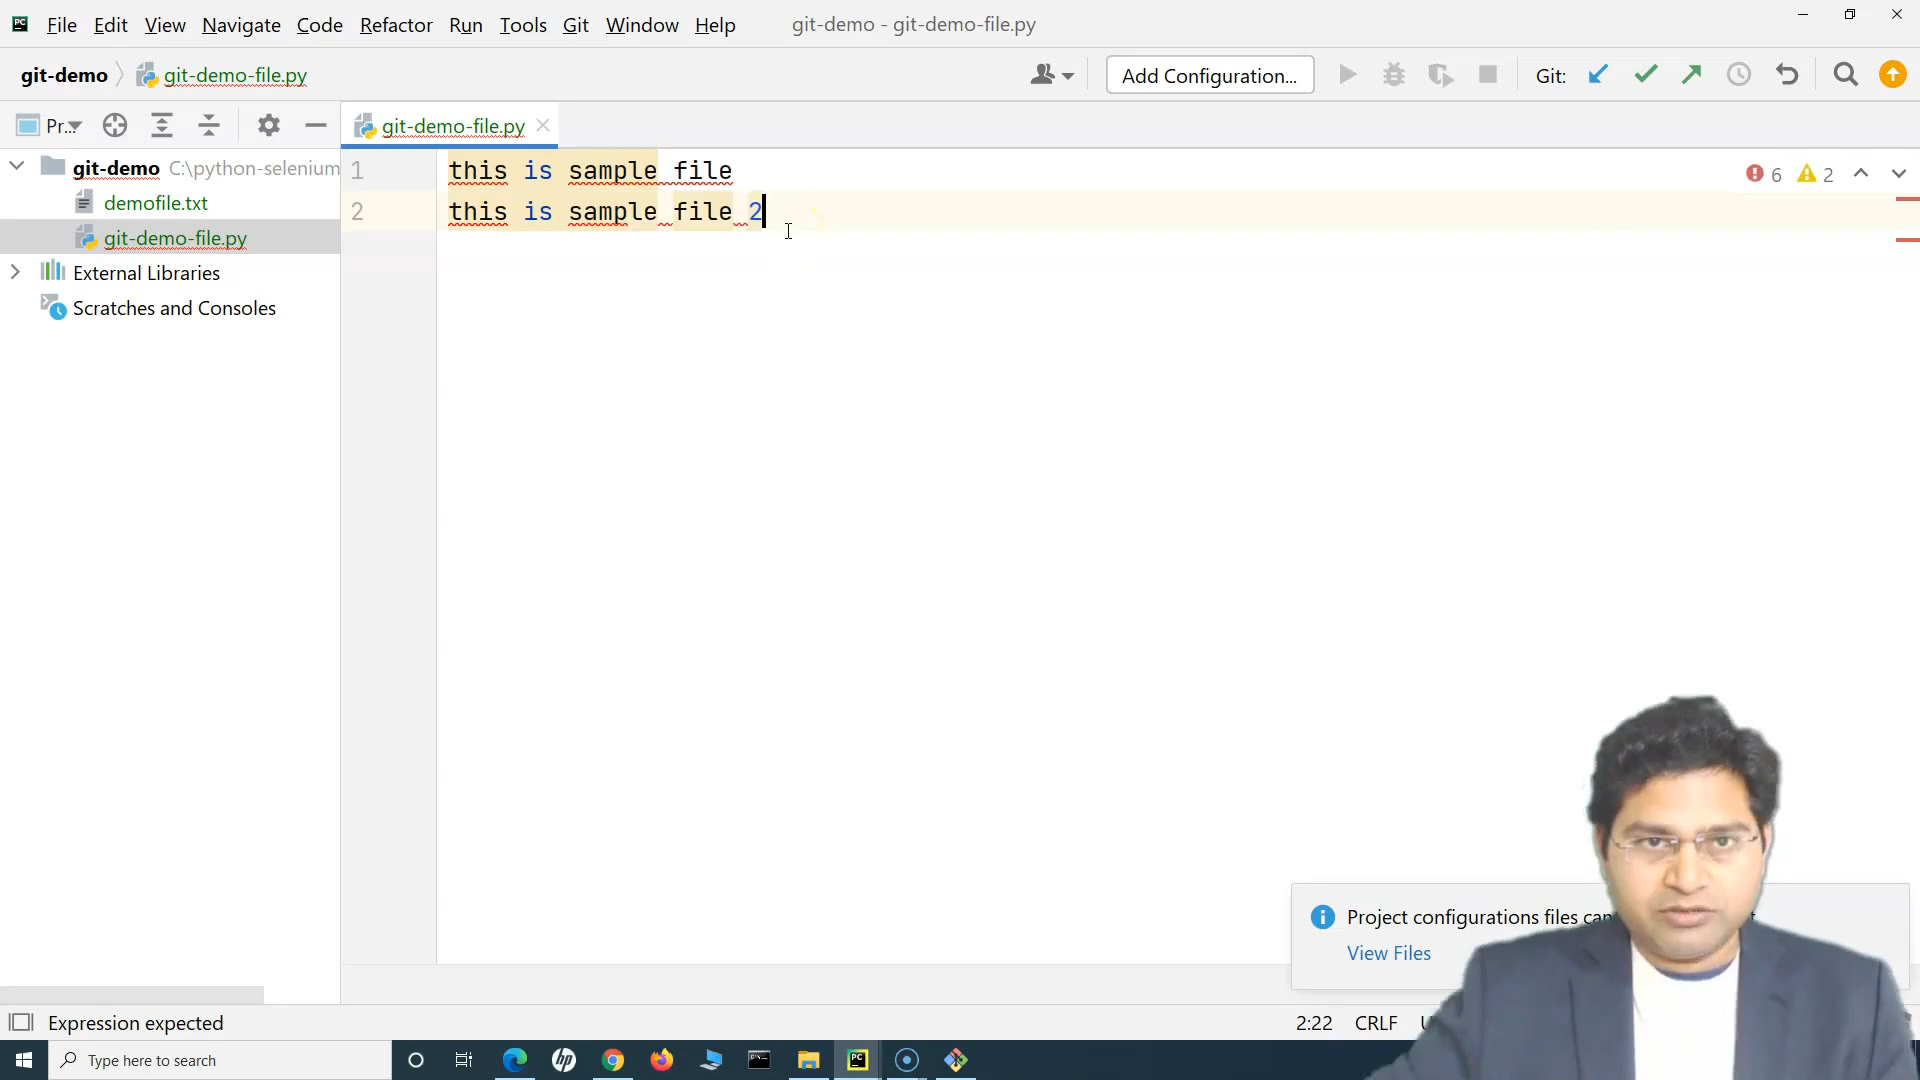 File Edit View Navigate Code Refactor Run Tools Git Window Help git-demo - git-demo-file.py
git-demo git-demo-file.py Add Configuration... Git:
Pr.. git-demo-file.py
git-demo C:\python-selenium
demofile.txt
git-demo-file.py
External Libraries
Scratches and Consoles
1 this is sample file
2 this is sample file 2
6 2
Project configurations files can
View Files
Expression expected 2:22 CRLF
Type here to search